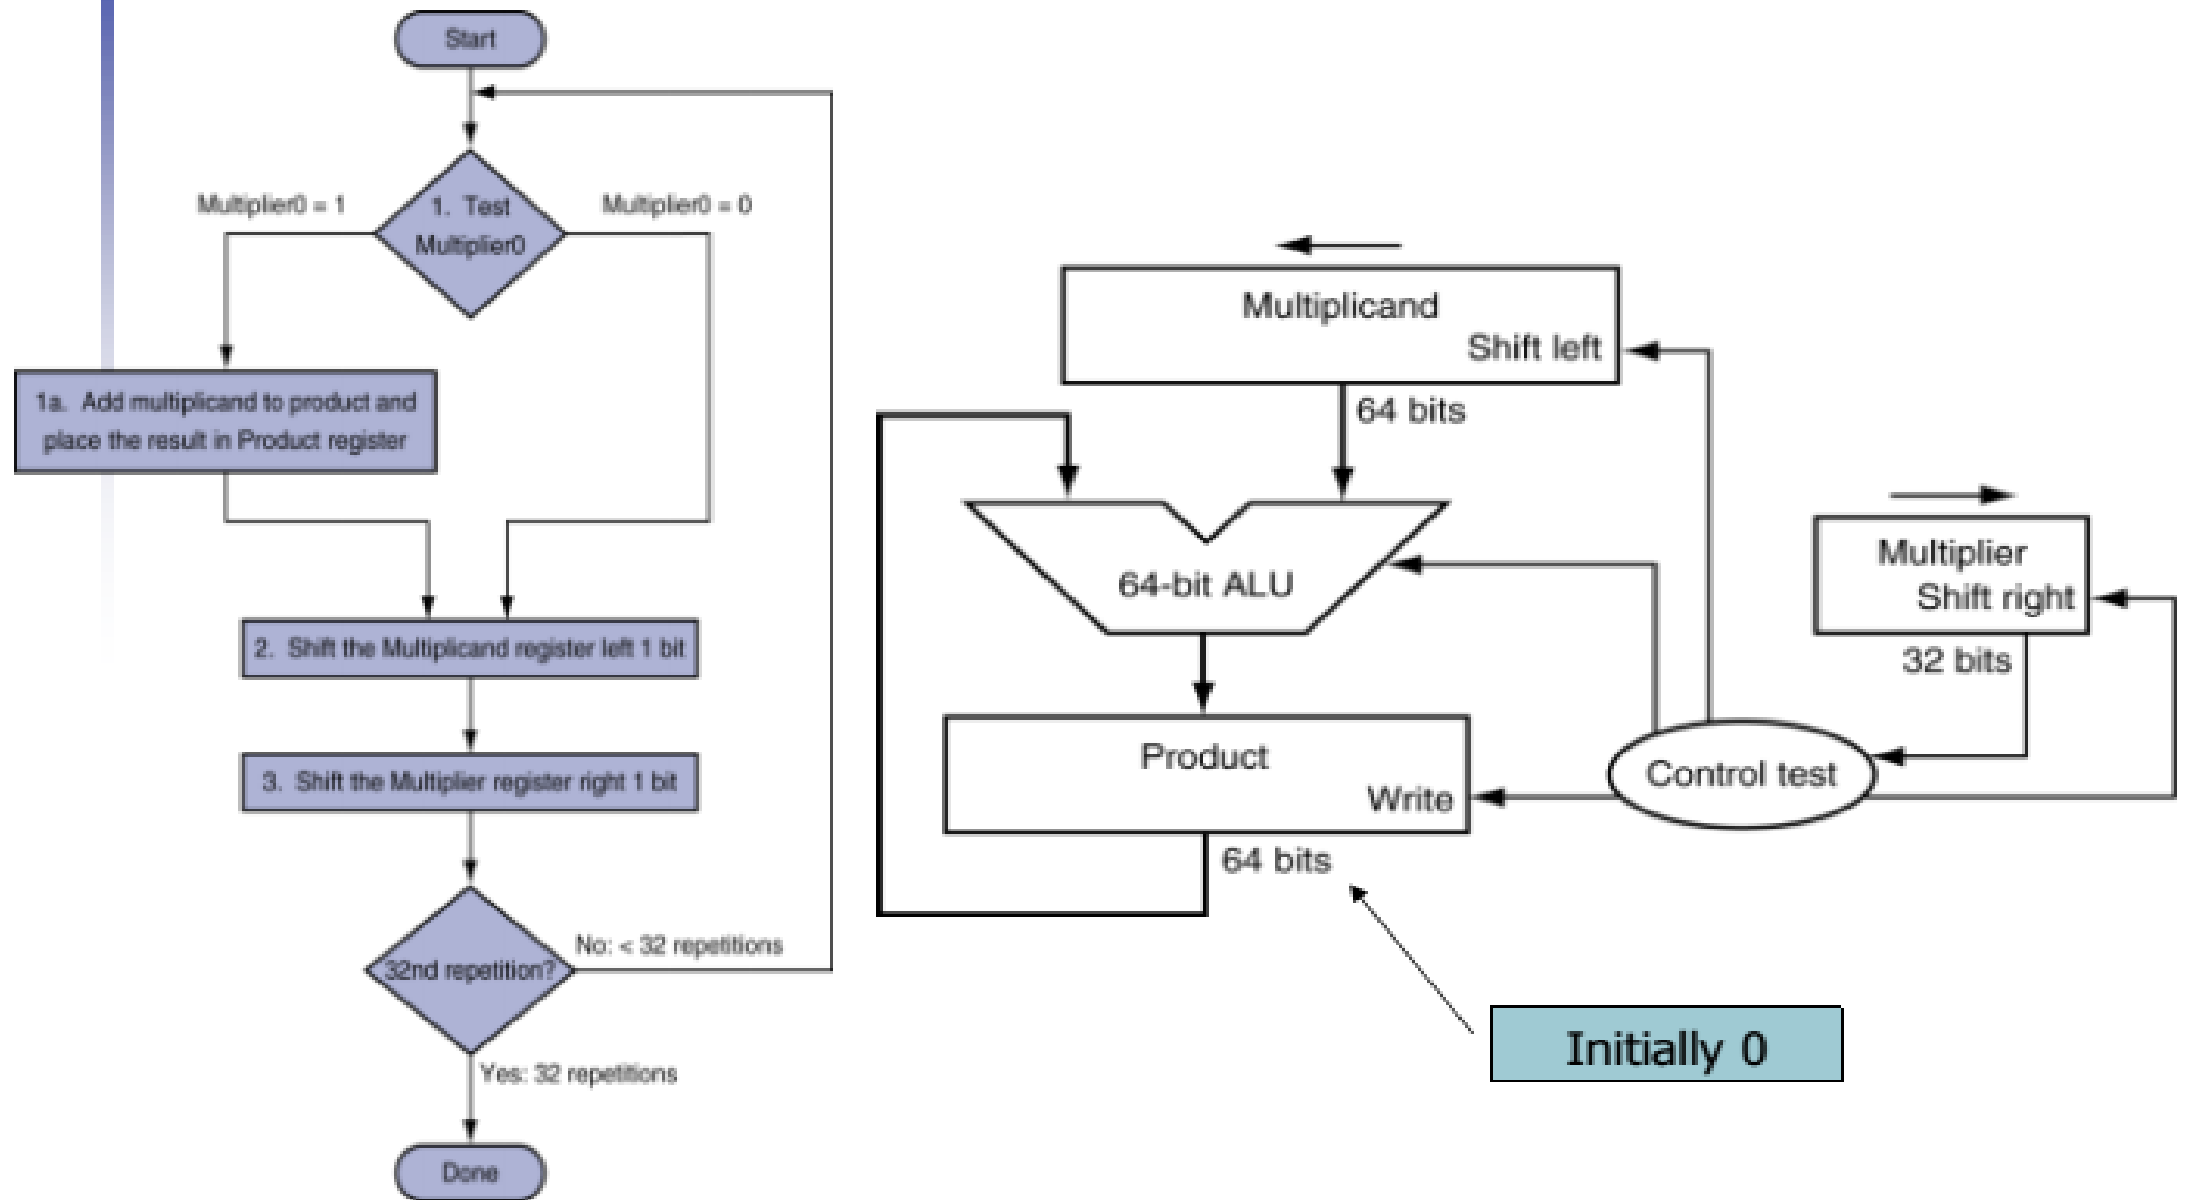 Start
Multiplier0 = 1
1. Test
Multiplier0
Multiplier0 = 0
1a. Add multiplicand to product and
place the result in Product register
2. Shift the Multiplicand register left 1 bit
3. Shift the Multiplier register right 1 bit
32nd repetition?
No: < 32 repetitions
Yes: 32 repetitions
Done
Multiplicand
Shift left
64 bits
64-bit ALU
Multiplier
Shift right
32 bits
Product
Write
Control test
64 bits
Initially 0